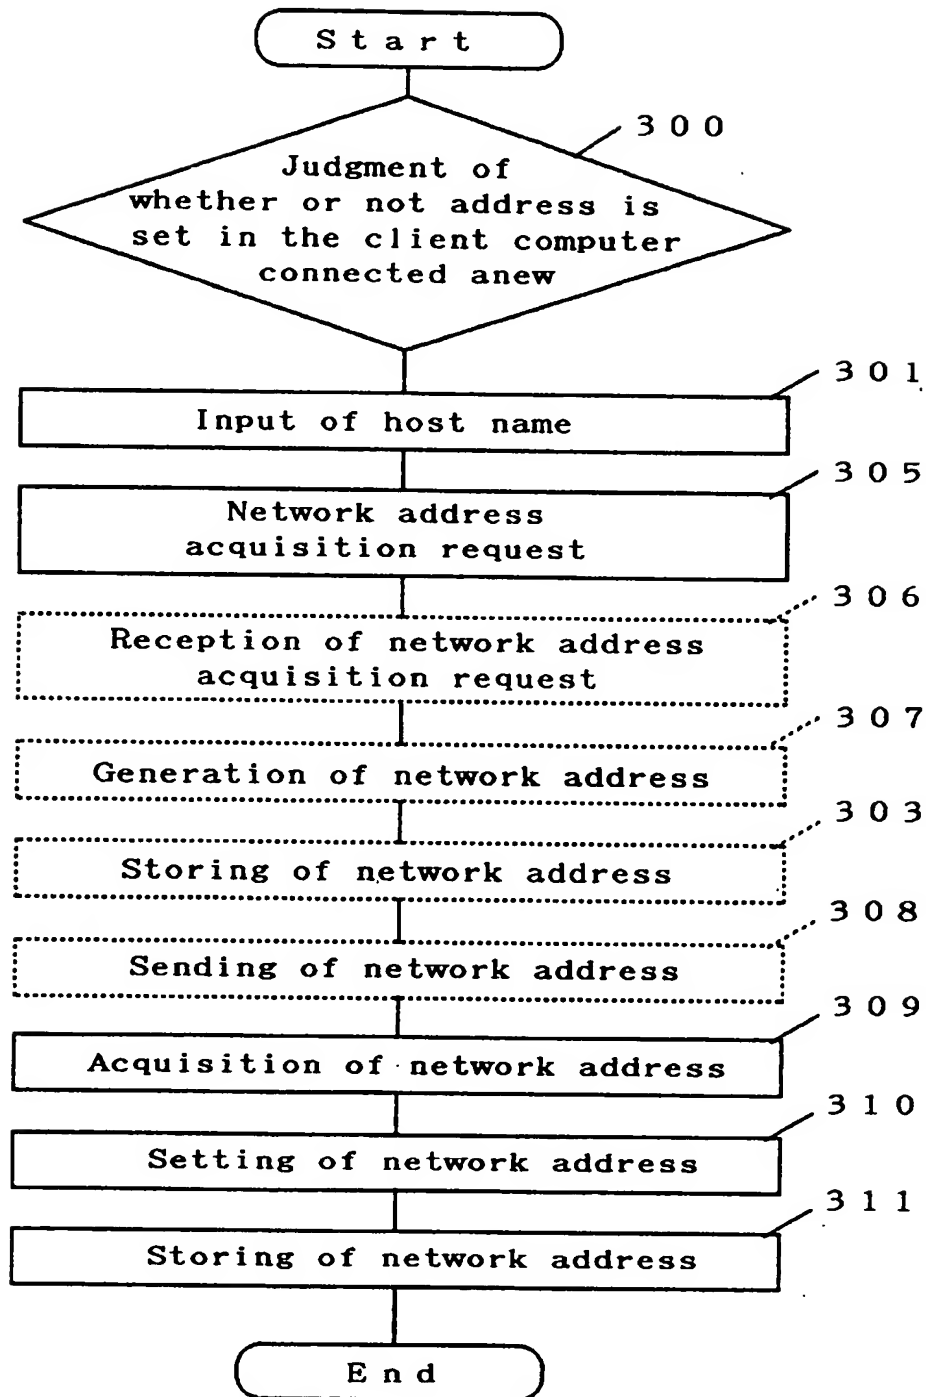 Start
300
Judgment of
whether or not address is
set in the client computer
connected anew
301
Input of host name
305
Network address
acquisition request
306
Reception of network address
acquisition request
307
Generation of network address
303
Storing of network address
308
Sending of network address
309
Acquisition of network address
310
Setting of network address
311
Storing of network address
End